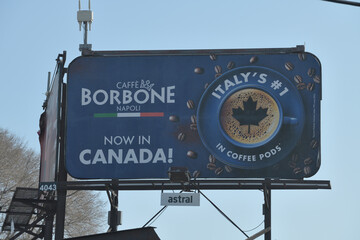 CAFFÈ
BORBONE
NAPOLI
NOW IN
CANADA!
ITALY'S #1
IN COFFEE PODS
4043
astral